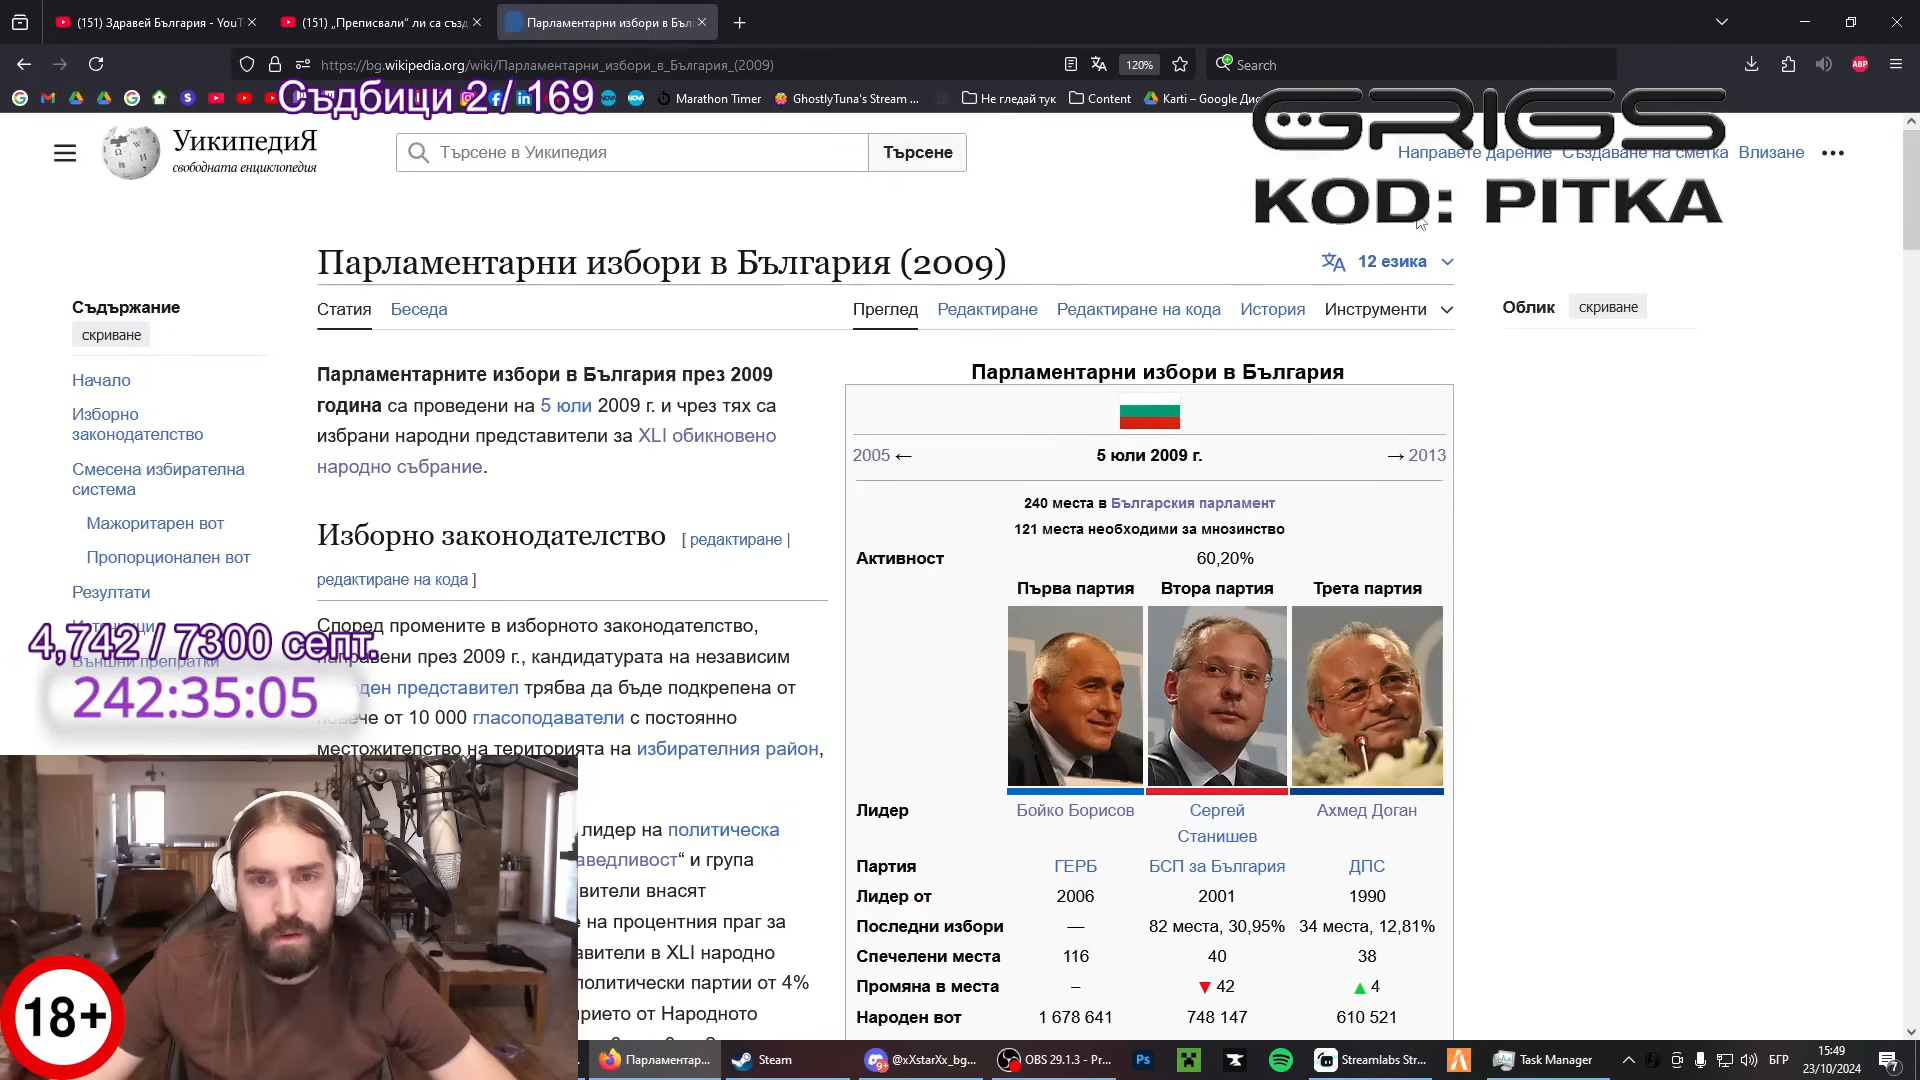 (151) Здравей България - YouT
(151) „Преписвали“ ли са създ
Парламентарни избори в Бъл
https://bg.wikipedia.org/wiki/Парламентарни_избори_в_България_(2009)
120%
Search
ABP
Съдбици 2 / 169
Marathon Timer
GhostlyTuna's Stream ...
Не гледай тук
Content
Karti – Google Дис
GRIGS
KOD: PITKA
УикипедиЯ
свободната енциклопедия
Търсене в Уикипедия
Търсене
Направете дарение
Създаване на сметка
Влизане
Парламентарни избори в България (2009)
12 езика
Съдържание
скриване
Статия
Беседа
Преглед
Редактиране
Редактиране на кода
История
Инструменти
Облик
скриване
Начало
Изборно
законодателство
Смесена избирателна
система
Мажоритарен вот
Пропорционален вот
Резултати
Външни препратки
4,742 / 7300 септ.
242:35:05
Парламентарните избори в България през 2009
година са проведени на 5 юли 2009 г. и чрез тях са
избрани народни представители за XLI обикновено
народно събрание.
Изборно законодателство [ редактиране |
редактиране на кода ]
Според промените в изборното законодателство,
направени през 2009 г., кандидатурата на независим
представител трябва да бъде подкрепена от
повече от 10 000 гласоподаватели с постоянно
местожителство на територията на избирателния район,
лидер на политическа
аведливост“ и група
вители внасят
на процентния праг за
авители в XLI народно
политически партии от 4%
рието от Народното
Парламентарни избори в България
2005 ←
5 юли 2009 г.
→ 2013
240 места в Българския парламент
121 места необходими за мнозинство
Активност 60,20%
Първа партия Втора партия Трета партия
Лидер Бойко Борисов Сергей Станишев Ахмед Доган
Партия ГЕРБ БСП за България ДПС
Лидер от 2006 2001 1990
Последни избори — 82 места, 30,95% 34 места, 12,81%
Спечелени места 116 40 38
Промяна в места – ▼ 42 ▲ 4
Народен вот 1 678 641 748 147 610 521
18+
Парламентар...
Steam
@xXstarXx_bg...
OBS 29.1.3 - Pr...
Ps
Streamlabs Str...
Task Manager
БГР
15:49
23/10/2024
7